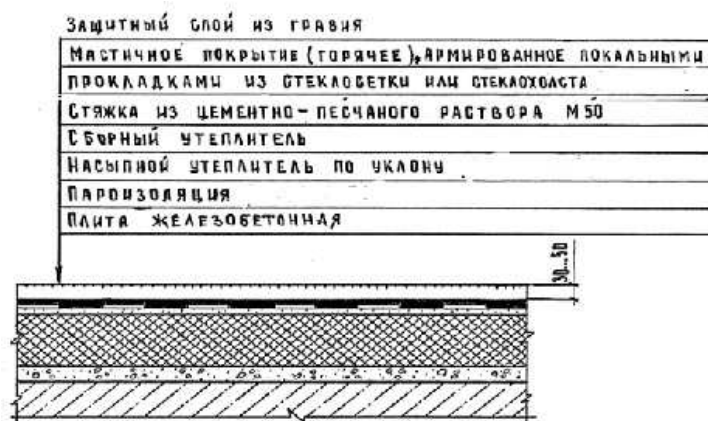 Защитный слой из гравия
Мастичное покрытие (горячее), армированное локальными
прокладками из стеклосетки или стеклохолста
Стяжка из цементно-песчаного раствора М50
Сборный утеплитель
Насыпной утеплитель по уклону
Пароизоляция
Плита железобетонная
30...50